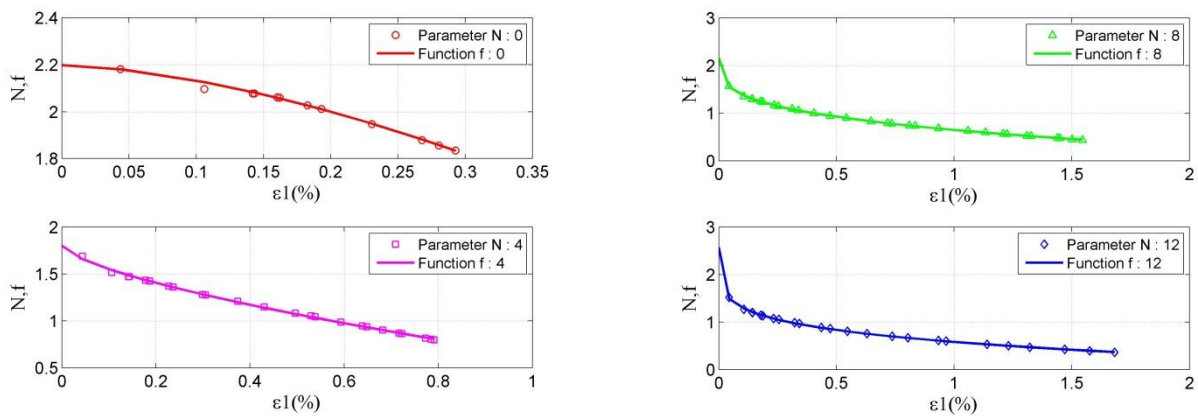 2.4
2.2
2
1.8
N,f
0
0.05
0.1
0.15
0.2
0.25
0.3
0.35
ε1(%)
Parameter N : 0
Function f : 0
3
2
1
0
N,f
0
0.5
1
1.5
2
ε1(%)
Parameter N : 8
Function f : 8
2
1.5
1
0.5
N,f
0
0.2
0.4
0.6
0.8
1
ε1(%)
Parameter N : 4
Function f : 4
3
2
1
0
N,f
0
0.5
1
1.5
2
ε1(%)
Parameter N : 12
Function f : 12